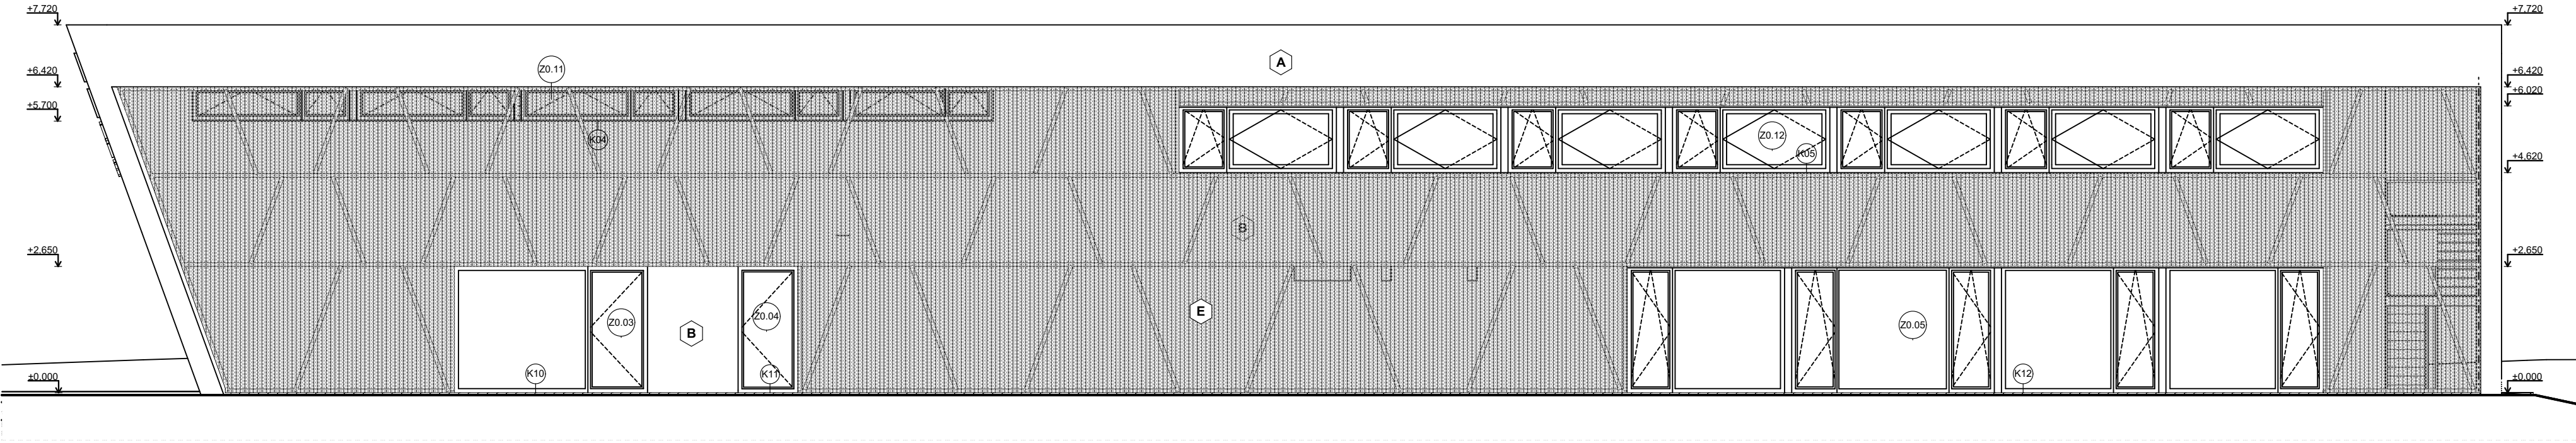 +7.720
+7.720
A
Z0.11
+6.420
+6.420
+6.020
+5.700
Z0.12
K04
K05
+4.620
B
+2.650
+2.650
E
Z0.04
Z0.03
Z0.05
B
K10
K11
K12
±0.000
±0.000